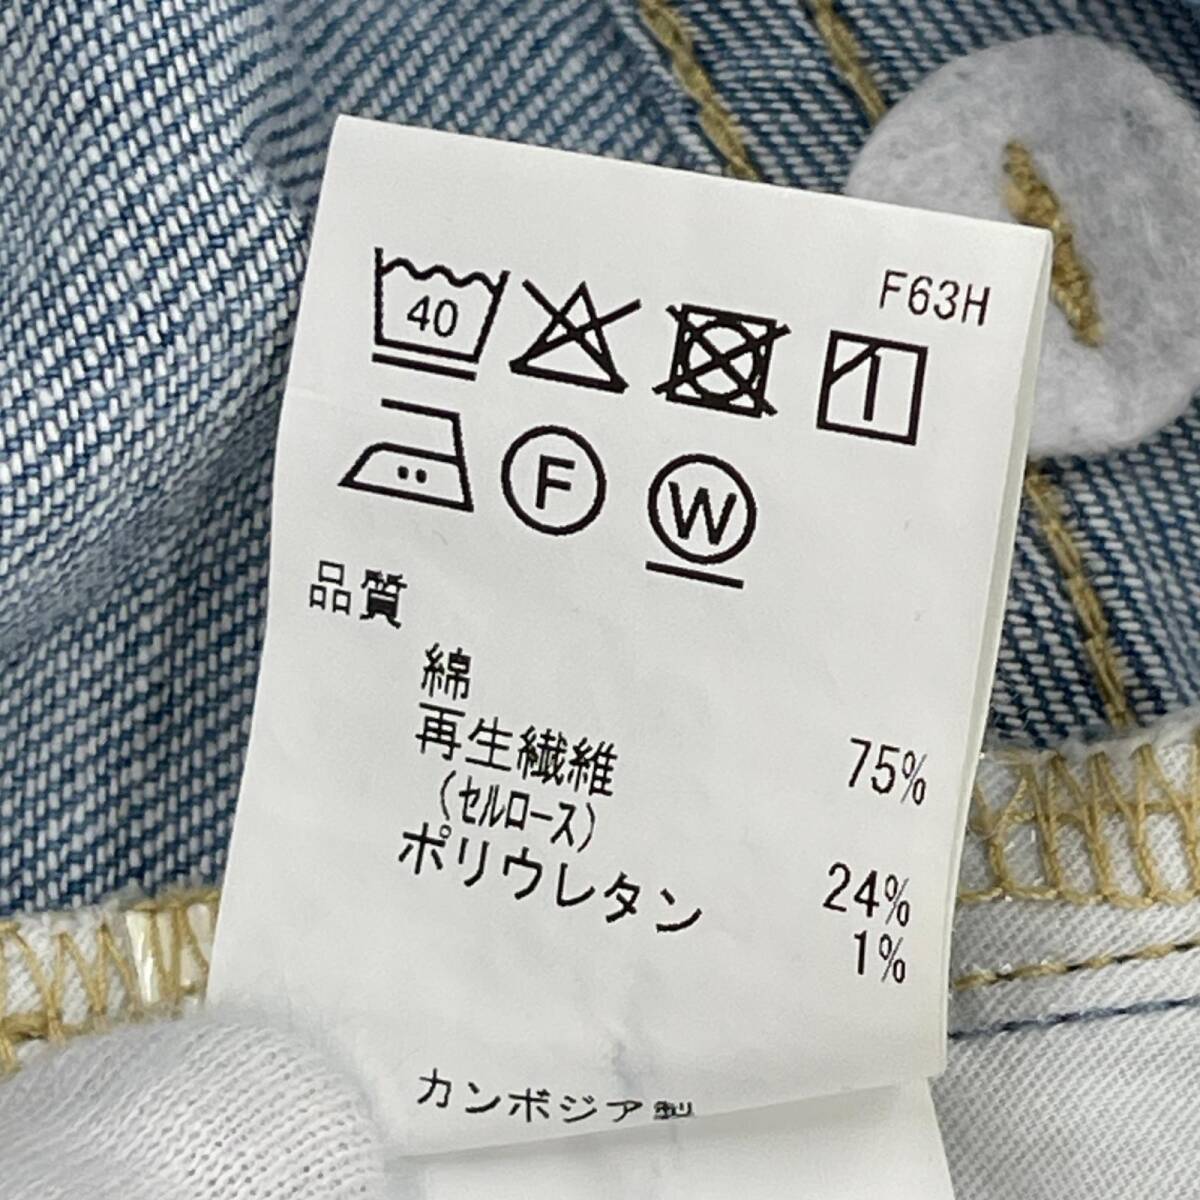 F63H
40
F
W
品質
綿 75%
再生繊維
(セルロース) 24%
ポリウレタン 1%
カンボジア製